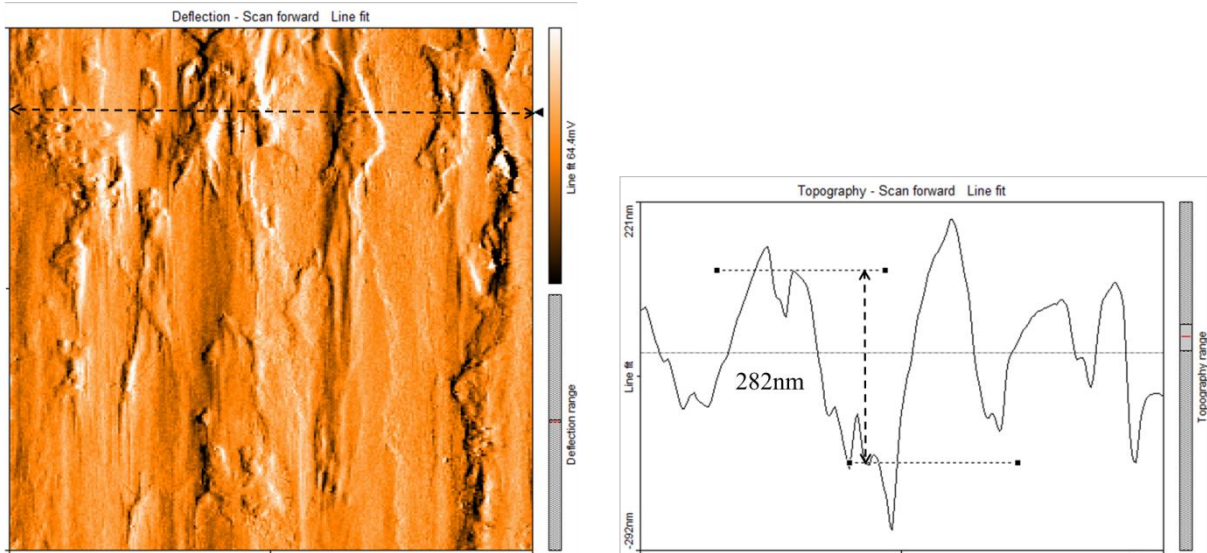 Deflection - Scan forward Line fit
Line fit 64.4mV
Deflection range
Topography - Scan forward Line fit
221nm
Line fit
-292nm
282nm
Topography range